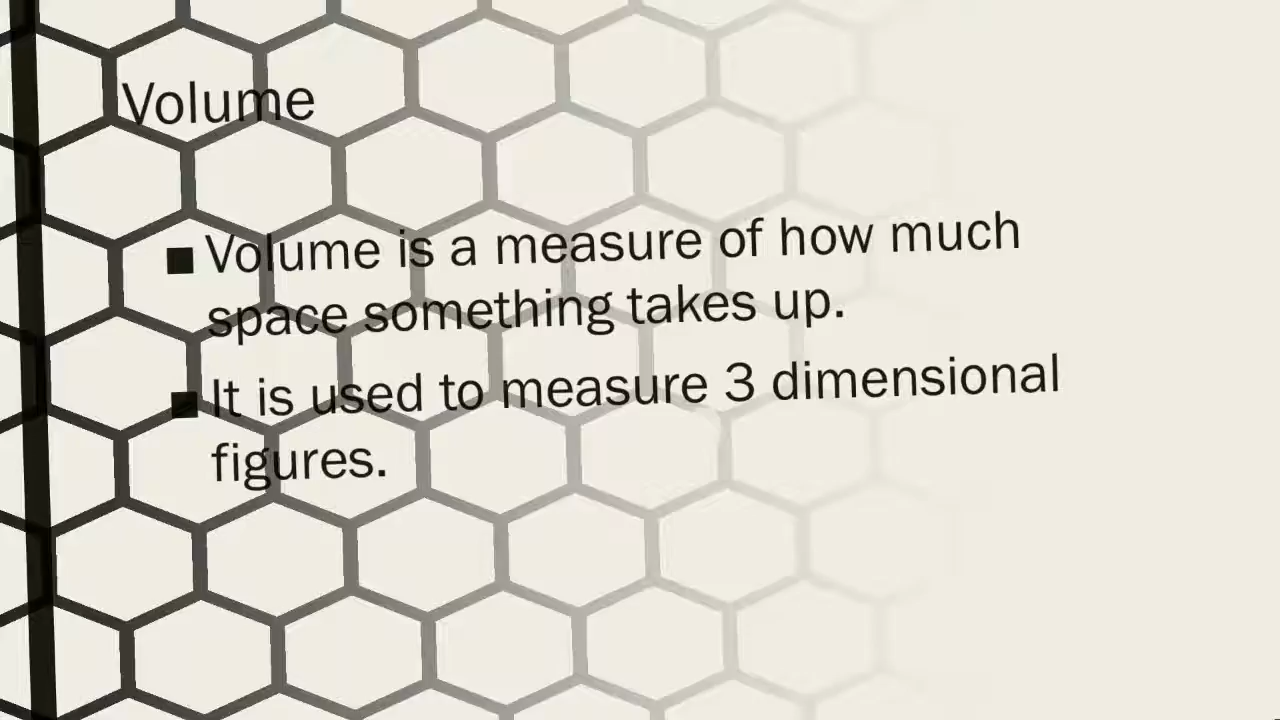 Volume
■ Volume is a measure of how much
space something takes up.
■ It is used to measure 3 dimensional
figures.